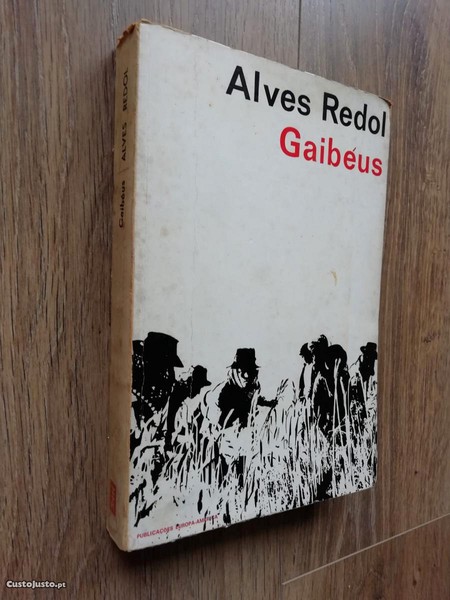 Alves Redol
Gaibéus
Gaibéus | ALVES REDOL
PUBLICAÇÕES EUROPA-AMÉRICA
CustoJusto.pt